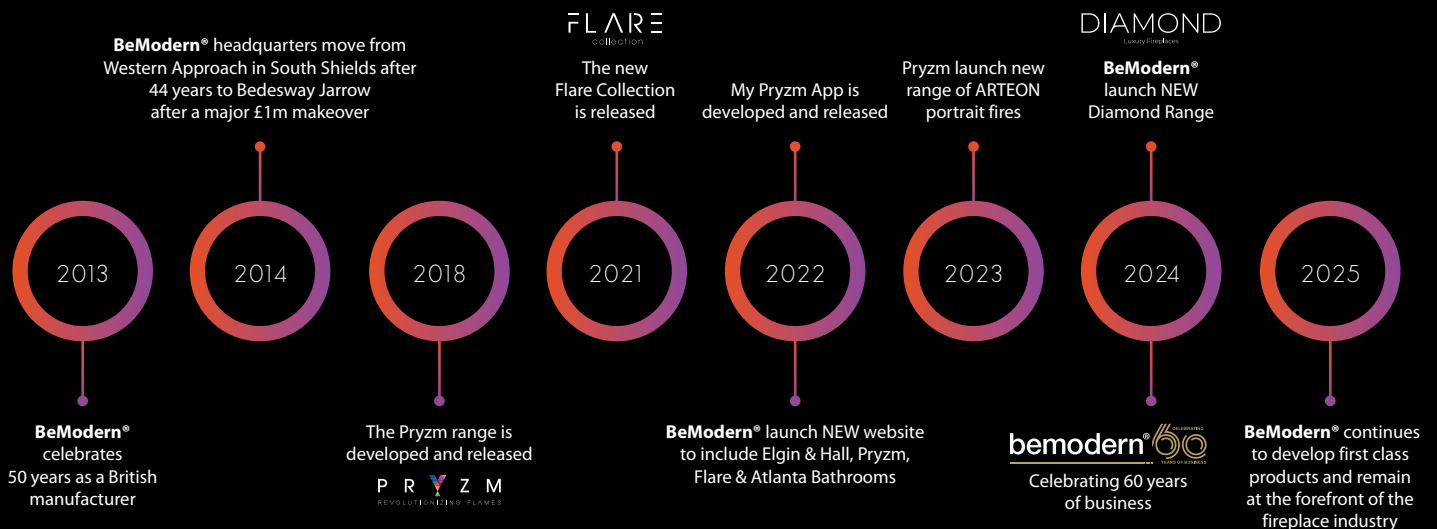 BeModern® headquarters move from
Western Approach in South Shields after
44 years to Bedesway Jarrow
after a major £1m makeover
FLARE
collection
The new
Flare Collection
is released
My Pryzm App is
developed and released
Pryzm launch new
range of ARTEON
portrait fires
DIAMOND
Luxury Fireplaces
BeModern®
launch NEW
Diamond Range
2013
2014
2018
2021
2022
2023
2024
2025
BeModern®
celebrates
50 years as a British
manufacturer
The Pryzm range is
developed and released
PRYZM
REVOLUTIONIZING FLAMES
BeModern® launch NEW website
to include Elgin & Hall, Pryzm,
Flare & Atlanta Bathrooms
bemodern®
CELEBRATING
60
YEARS OF BUSINESS
Celebrating 60 years
of business
BeModern® continues
to develop first class
products and remain
at the forefront of the
fireplace industry